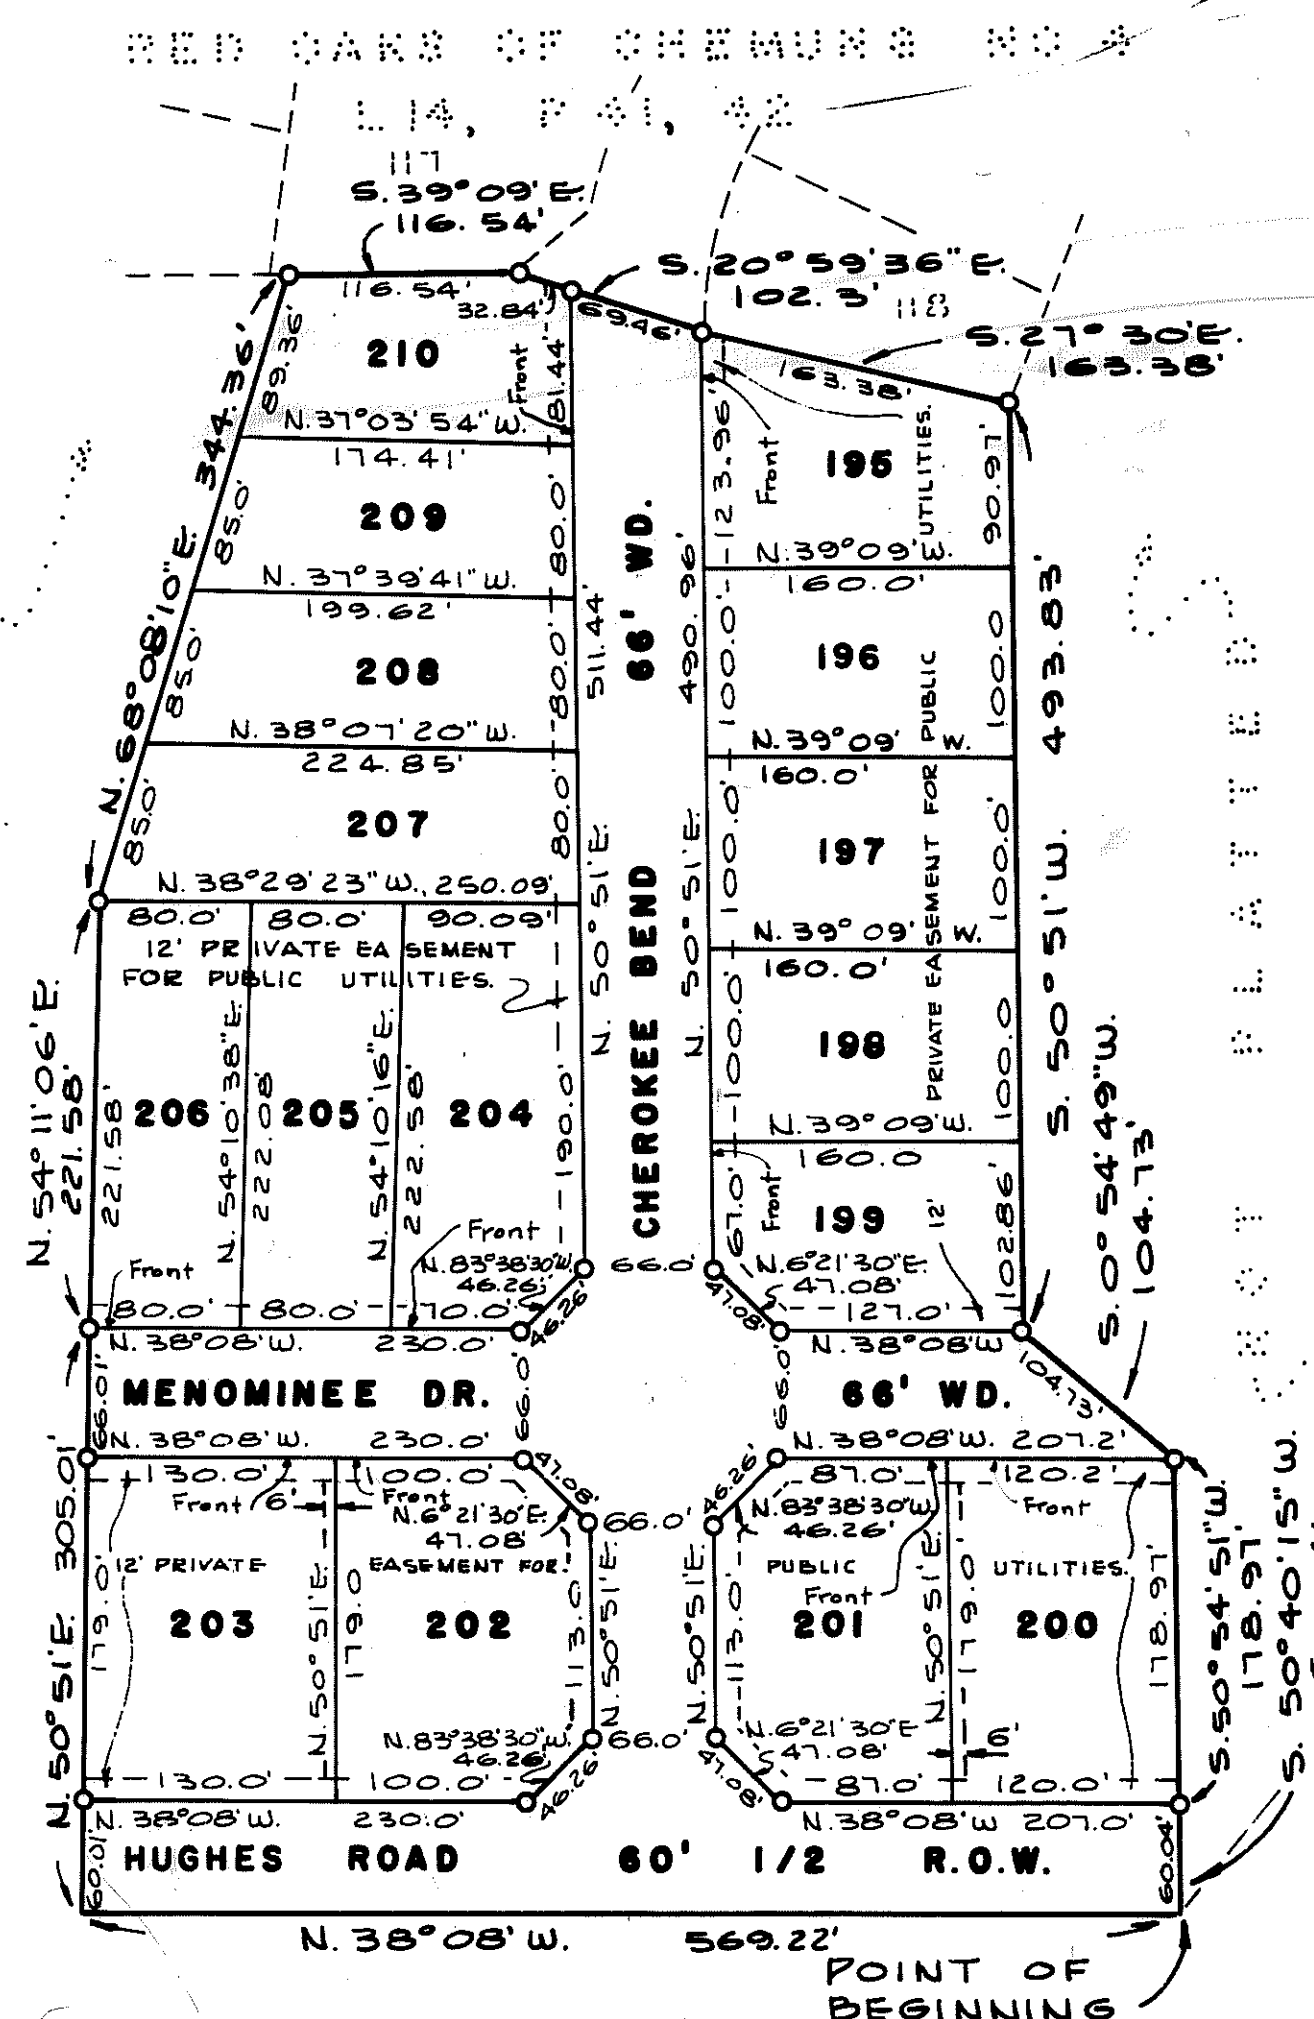 RED OAKS OF CHEMUNG NO 4
L 14, P 41, 42
117
S. 39° 09' E.
116. 54'
S. 20° 59' 36" E.
102. 3'
118
S. 27° 30' E.
163.38'
116.54'
32.84'
69.46'
163.38'
344.36'
89.36'
210
Front
81.44'
N. 37° 03' 54" W.
174.41'
123.96'
Front
195
UTILITIES.
90.97'
85.0'
209
80.0'
66' WD.
N. 39° 09' W.
160.0'
N. 37° 39' 41" W.
199.62'
N. 68° 08' 10" E.
85.0'
208
80.0'
511.44'
490.96'
100.0'
196
100.0
493.83'
N. 38° 07' 20" W.
224.85'
N. 39° 09' W.
160.0'
85.0'
207
80.0'
N. 50° 51' E.
N. 50° 51' E.
100.0'
197
100.0'
PRIVATE EASEMENT FOR PUBLIC
S. 50° 51' W.
N. 38° 29' 23" W., 250.09'
N. 39° 09' W.
160.0'
80.0'
80.0'
90.09'
12' PRIVATE EASEMENT
FOR PUBLIC UTILITIES.
CHEROKEE BEND
100.0'
198
100.0
N. 54° 11' 06' E.
221.58'
221.58'
206
N. 54° 10' 38" E.
222.08'
205
N. 54° 10' 16" E.
222.58'
204
190.0'
N. 39° 09' W.
160.0
S. 0° 54' 49" W.
104.73'
67.0'
Front
199
12'
102.86'
Front
Front
N. 83° 38' 30" W.
46.26'
66.0'
N. 6° 21' 30" E.
47.08'
80.0'
80.0'
70.0'
46.26'
47.08'
127.0'
N. 38° 08' W.
230.0'
N. 38° 08' W
66.01'
MENOMINEE DR.
66.0'
66.0'
66' WD.
104.73'
N. 38° 08' W.
230.0'
N. 38° 08' W. 207.2'
130.0'
100.0'
47.08'
46.26'
87.0'
120.2'
Front
6'
Front
N. 6° 21' 30" E.
47.08'
66.0'
N. 83° 38' 30" W
46.26'
Front
12' PRIVATE
EASEMENT FOR
PUBLIC
UTILITIES.
Front
N. 50° 51' E. 305.01'
179.0'
203
N. 50° 51' E.
179.0
202
113.0'
N. 50° 51' E.
N. 50° 51' E.
113.0'
201
N. 50° 51' E.
179.0'
200
178.97'
S. 50° 54' 51" W.
178.97'
S. 50° 40' 15" W.
N. 83° 38' 30" W.
46.26'
66.0'
N. 6° 21' 30" E
47.08'
6'
130.0'
100.0'
46.26'
47.08'
87.0'
120.0'
N. 38° 08' W.
230.0'
N. 38° 08' W 207.0'
60.01'
HUGHES ROAD 60' 1/2 R.O.W.
60.04'
N. 38° 08' W. 569.22'
POINT OF
BEGINNING